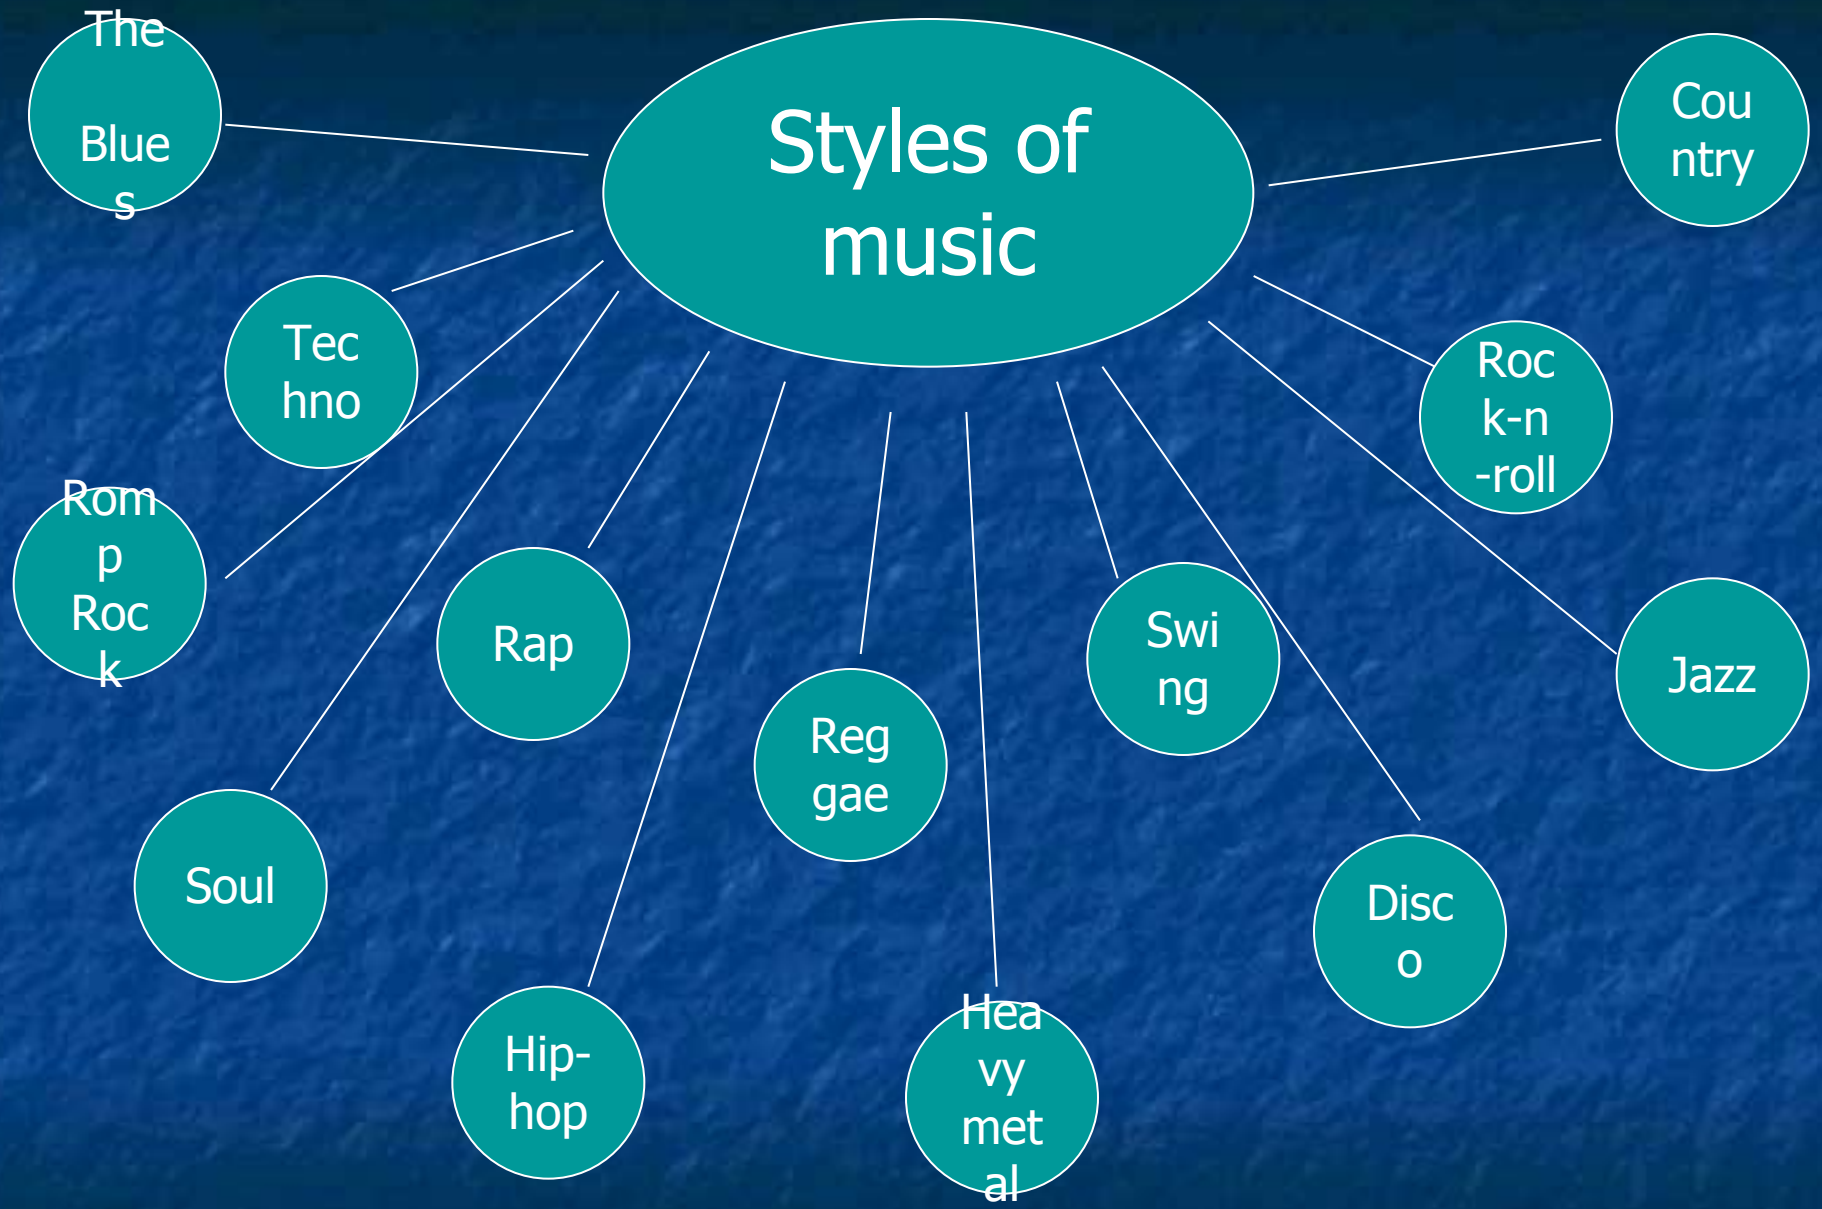 The
Blue
s
Styles of
music
Cou
ntry
Tec
hno
Roc
k-n
-roll
Rom
p
Roc
k
Rap
Swi
ng
Jazz
Reg
gae
Soul
Disc
o
Hip-
hop
Hea
vy
met
al